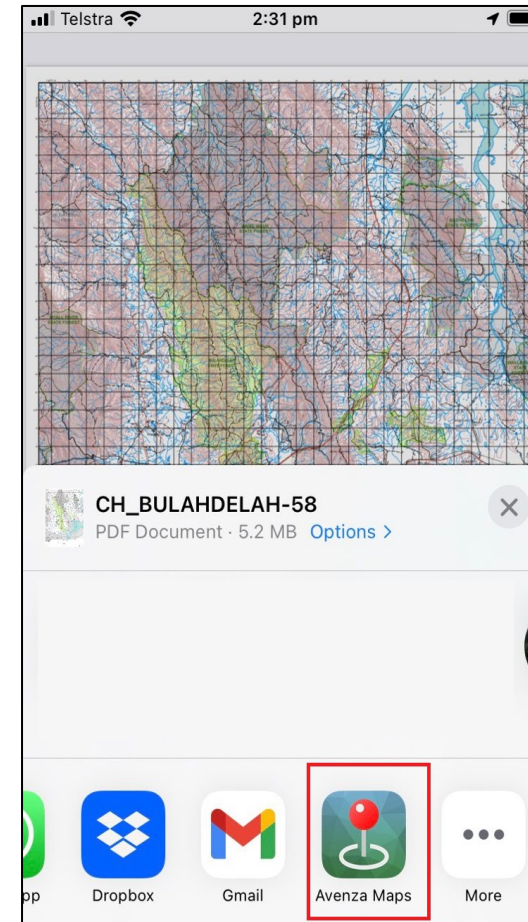 Telstra
2:31 pm
CH_BULAHDELAH-58
PDF Document · 5.2 MB Options >
pp
Dropbox
Gmail
Avenza Maps
More